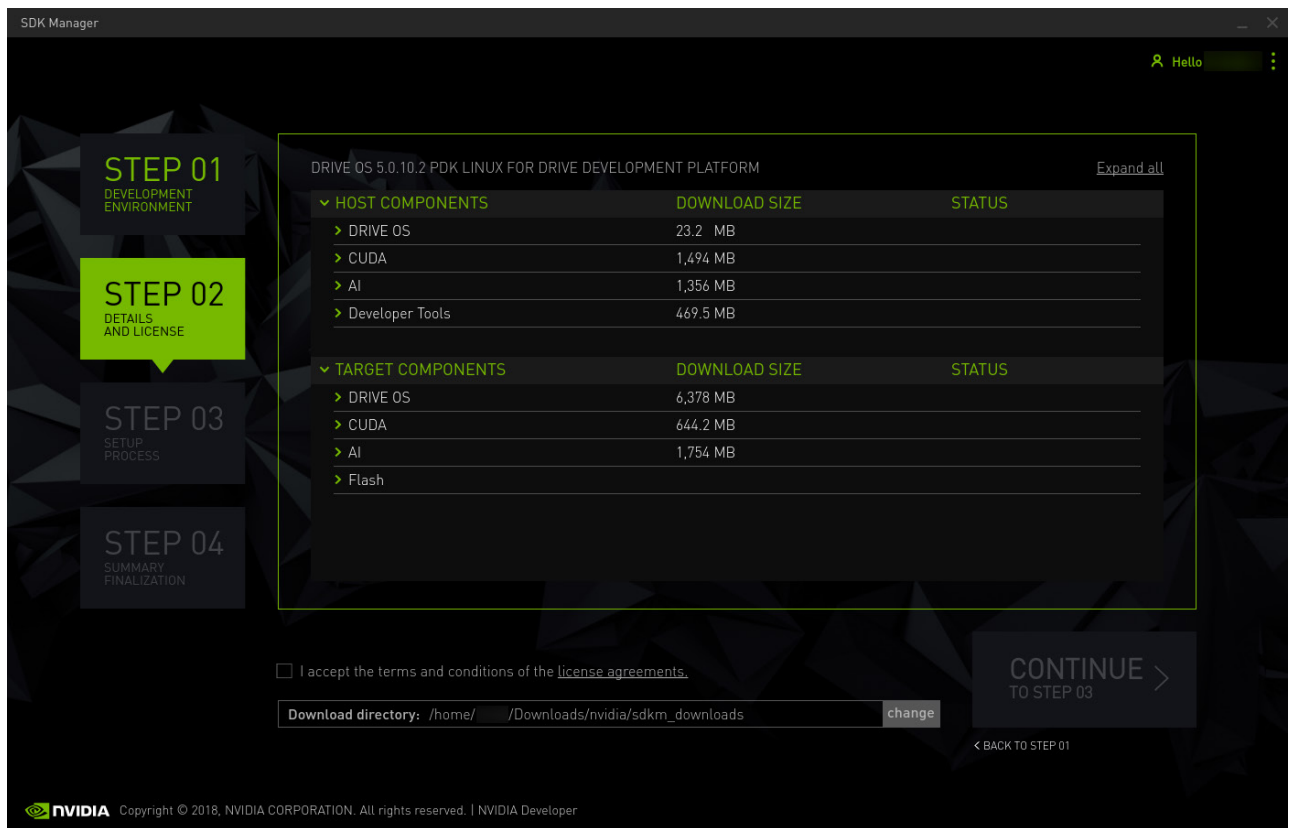 SDK Manager
Hello
STEP 01
DEVELOPMENT
ENVIRONMENT
STEP 02
DETAILS
AND LICENSE
STEP 03
SETUP
PROCESS
STEP 04
SUMMARY
FINALIZATION
DRIVE OS 5.0.10.2 PDK LINUX FOR DRIVE DEVELOPMENT PLATFORM Expand all
HOST COMPONENTS DOWNLOAD SIZE STATUS
DRIVE OS 23.2 MB
CUDA 1,494 MB
AI 1,356 MB
Developer Tools 469.5 MB
TARGET COMPONENTS DOWNLOAD SIZE STATUS
DRIVE OS 6,378 MB
CUDA 644.2 MB
AI 1,754 MB
Flash
I accept the terms and conditions of the license agreements.
Download directory: /home/ /Downloads/nvidia/sdkm_downloads change
CONTINUE
TO STEP 03
< BACK TO STEP 01
NVIDIA Copyright © 2018, NVIDIA CORPORATION. All rights reserved. | NVIDIA Developer